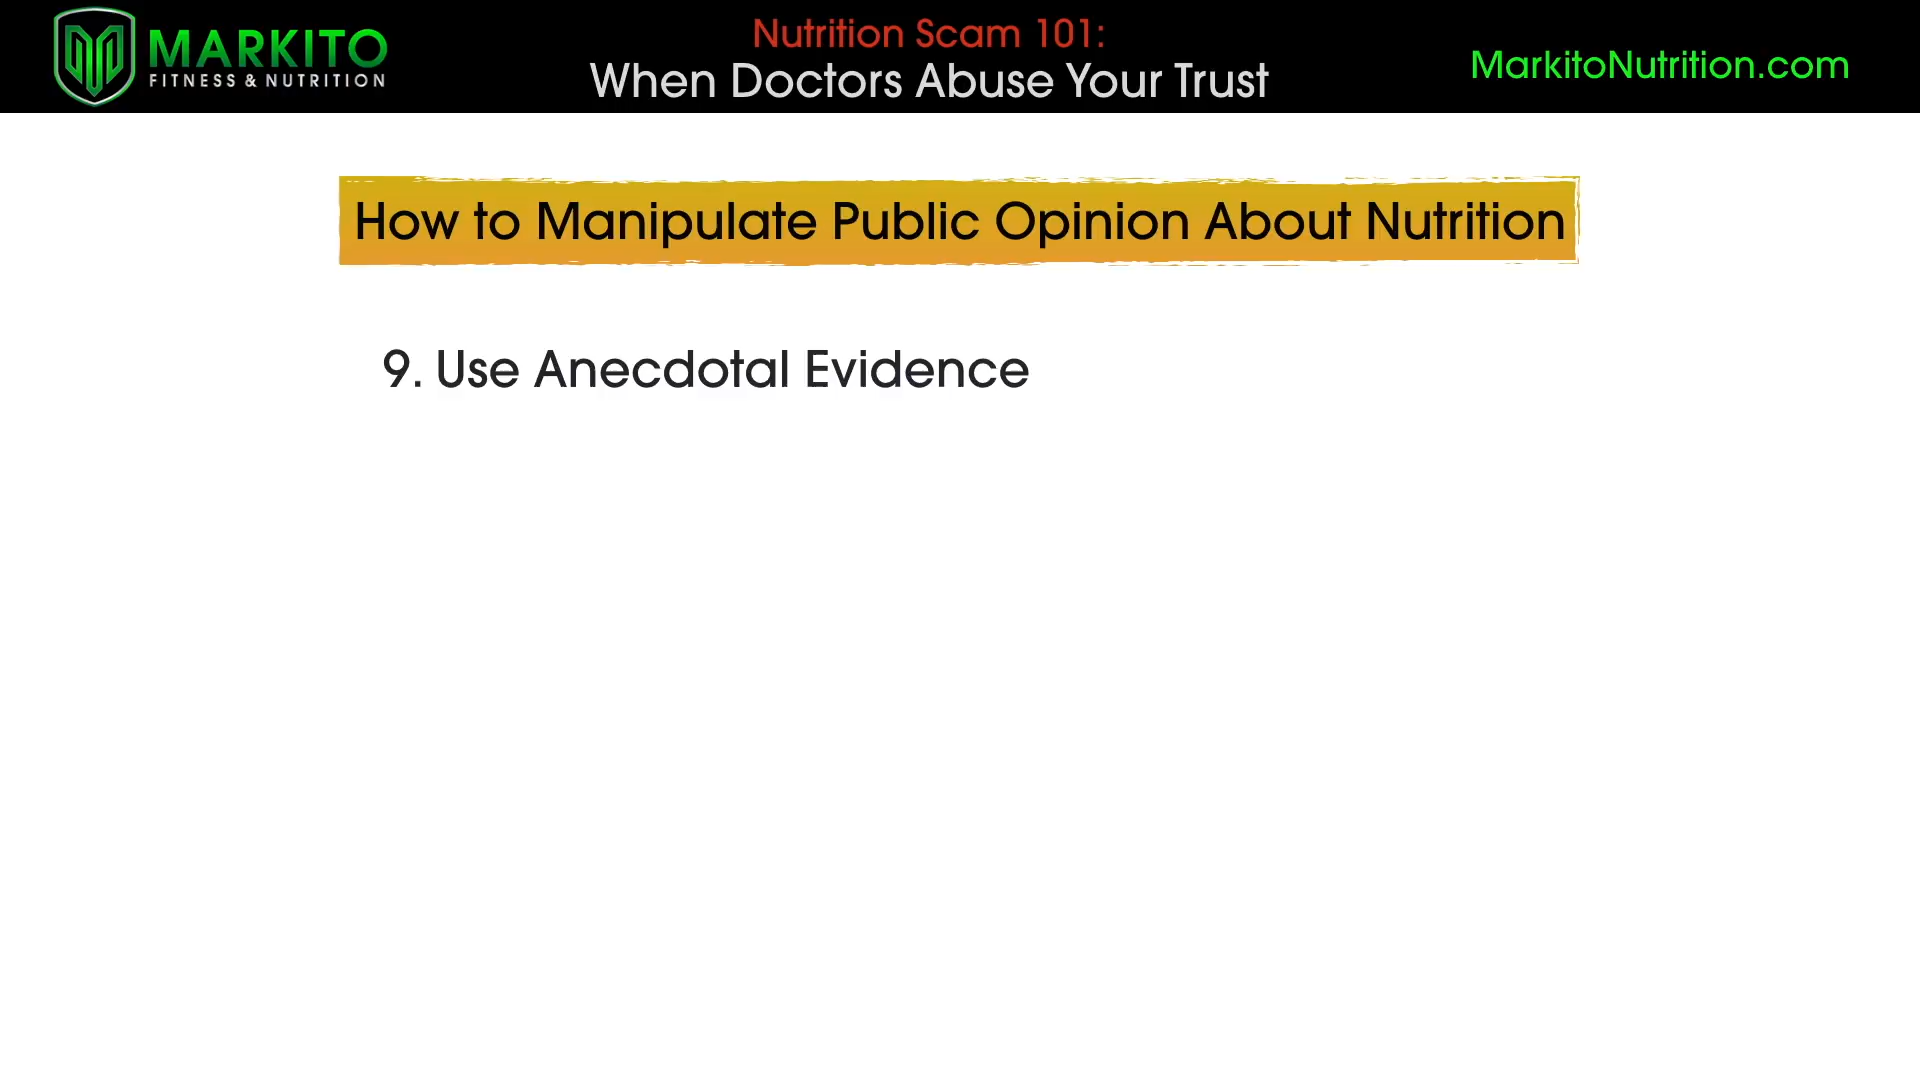 MARKITO
FITNESS & NUTRITION
Nutrition Scam 101:
When Doctors Abuse Your Trust
MarkitoNutrition.com
How to Manipulate Public Opinion About Nutrition
9. Use Anecdotal Evidence